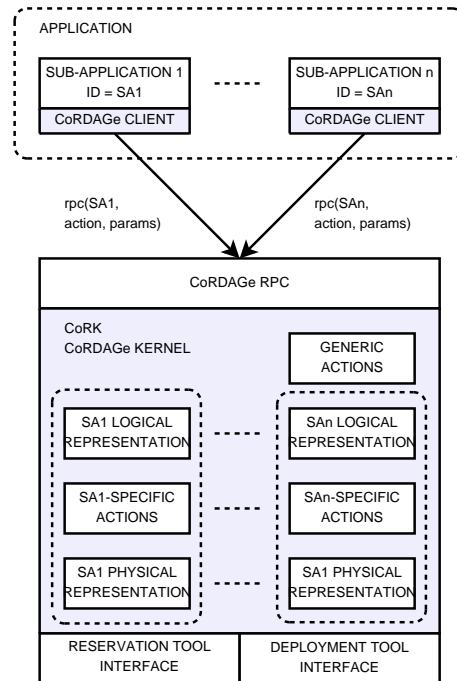 APPLICATION
SUB-APPLICATION 1
ID = SA1
CoRDAGe CLIENT
SUB-APPLICATION n
ID = SAn
CoRDAGe CLIENT
rpc(SA1,
action, params)
rpc(SAn,
action, params)
CoRDAGe RPC
CoRK
CoRDAGe KERNEL
GENERIC
ACTIONS
SA1 LOGICAL
REPRESENTATION
SAn LOGICAL
REPRESENTATION
SA1-SPECIFIC
ACTIONS
SAn-SPECIFIC
ACTIONS
SA1 PHYSICAL
REPRESENTATION
SA1 PHYSICAL
REPRESENTATION
RESERVATION TOOL
INTERFACE
DEPLOYMENT TOOL
INTERFACE